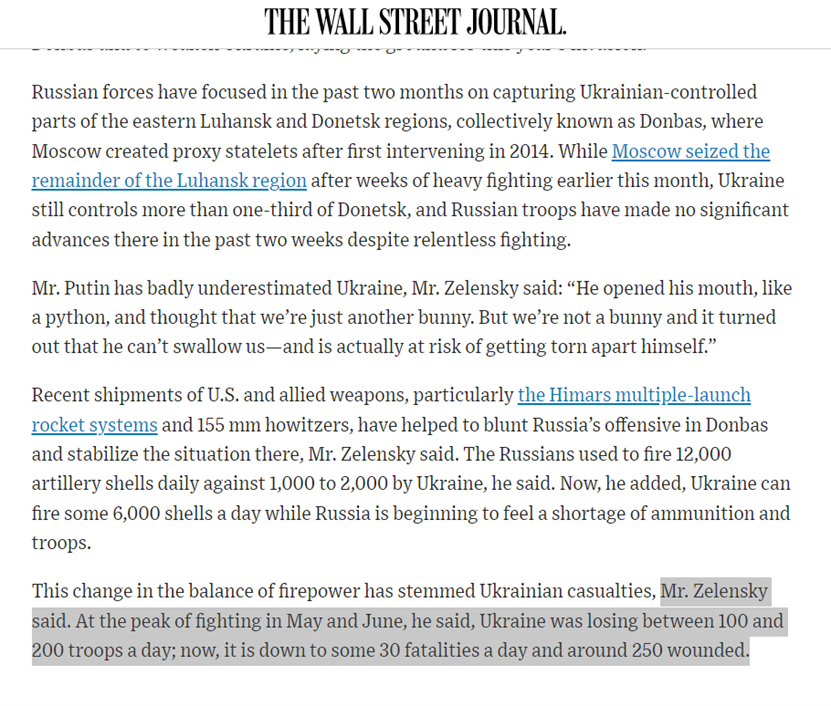 THE WALL STREET JOURNAL.
Russian forces have focused in the past two months on capturing Ukrainian-controlled
parts of the eastern Luhansk and Donetsk regions, collectively known as Donbas, where
Moscow created proxy statelets after first intervening in 2014. While Moscow seized the
remainder of the Luhansk region after weeks of heavy fighting earlier this month, Ukraine
still controls more than one-third of Donetsk, and Russian troops have made no significant
advances there in the past two weeks despite relentless fighting.
Mr. Putin has badly underestimated Ukraine, Mr. Zelensky said: “He opened his mouth, like
a python, and thought that we’re just another bunny. But we’re not a bunny and it turned
out that he can’t swallow us—and is actually at risk of getting torn apart himself.”
Recent shipments of U.S. and allied weapons, particularly the Himars multiple-launch
rocket systems and 155 mm howitzers, have helped to blunt Russia’s offensive in Donbas
and stabilize the situation there, Mr. Zelensky said. The Russians used to fire 12,000
artillery shells daily against 1,000 to 2,000 by Ukraine, he said. Now, he added, Ukraine can
fire some 6,000 shells a day while Russia is beginning to feel a shortage of ammunition and
troops.
This change in the balance of firepower has stemmed Ukrainian casualties, Mr. Zelensky
said. At the peak of fighting in May and June, he said, Ukraine was losing between 100 and
200 troops a day; now, it is down to some 30 fatalities a day and around 250 wounded.